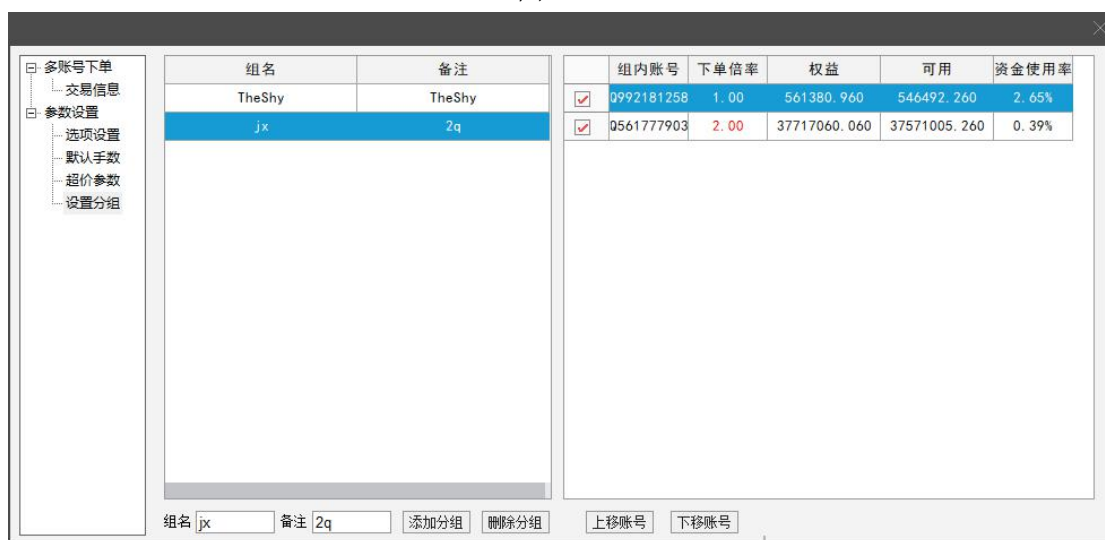 多账号下单
交易信息
参数设置
选项设置
默认手数
超价参数
设置分组
组名 备注
TheShy TheShy
jx 2q
组内账号 下单倍率 权益 可用 资金使用率
Q992181258 1.00 561380.960 546492.260 2.65%
Q561777903 2.00 37717060.060 37571005.260 0.39%
组名 jx 备注 2q 添加分组 删除分组 上移账号 下移账号